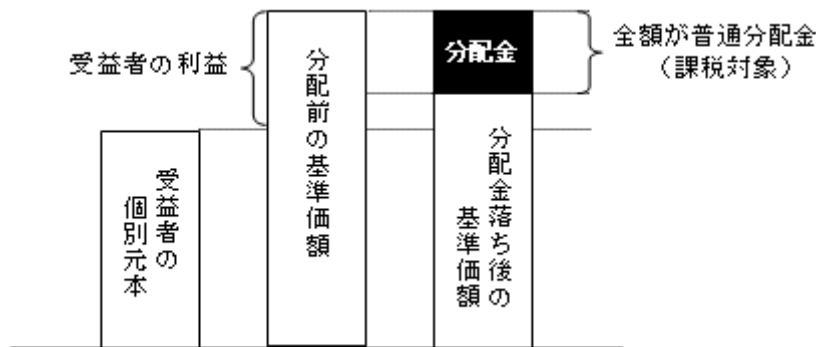 受益者の利益
分配前の基準価額
分配金
全額が普通分配金
（課税対象）
受益者の
個別元本
分配金落ち後の
基準価額